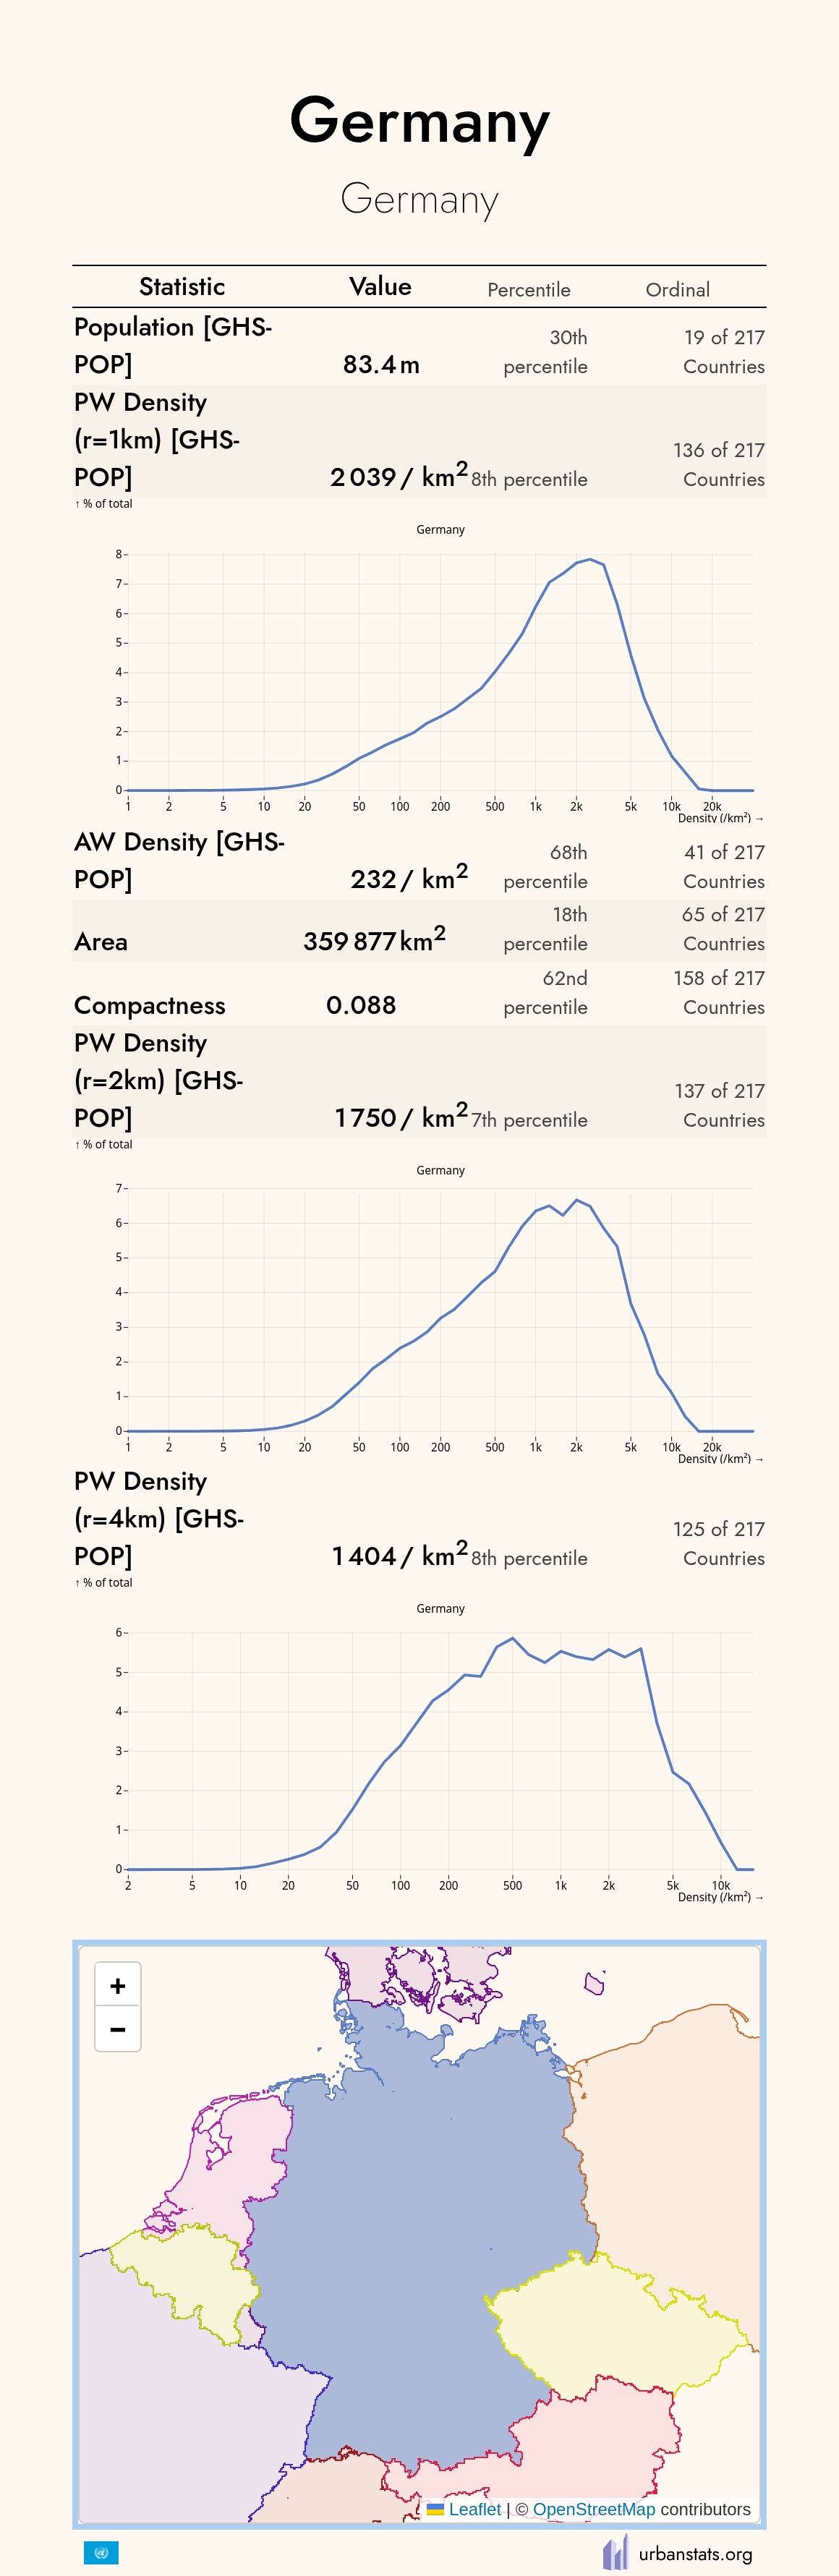 Germany
Germany
Statistic Value Percentile Ordinal
Population [GHS-
POP] 83.4 m 30th
percentile 19 of 217
Countries
PW Density
(r=1km) [GHS-
POP] 2 039 / km² 8th percentile 136 of 217
Countries
↑ % of total
Germany
8
7
6
5
4
3
2
1
0
1 2 5 10 20 50 100 200 500 1k 2k 5k 10k 20k
Density (/km²) →
AW Density [GHS-
POP] 232 / km² 68th
percentile 41 of 217
Countries
Area 359 877 km² 18th
percentile 65 of 217
Countries
Compactness 0.088 62nd
percentile 158 of 217
Countries
PW Density
(r=2km) [GHS-
POP] 1 750 / km² 7th percentile 137 of 217
Countries
↑ % of total
Germany
7
6
5
4
3
2
1
0
1 2 5 10 20 50 100 200 500 1k 2k 5k 10k 20k
Density (/km²) →
PW Density
(r=4km) [GHS-
POP] 1 404 / km² 8th percentile 125 of 217
Countries
↑ % of total
Germany
6
5
4
3
2
1
0
2 5 10 20 50 100 200 500 1k 2k 5k 10k
Density (/km²) →
+
−
Leaflet | © OpenStreetMap contributors
urbanstats.org